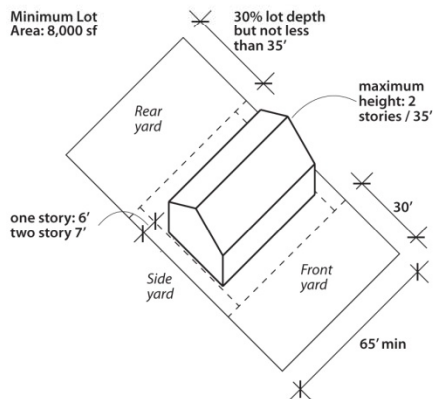 Minimum Lot
Area: 8,000 sf
30% lot depth
but not less
than 35’
maximum
height: 2
stories / 35’
Rear
yard
one story: 6’
two story 7’
Side
yard
Front
yard
30’
65’ min